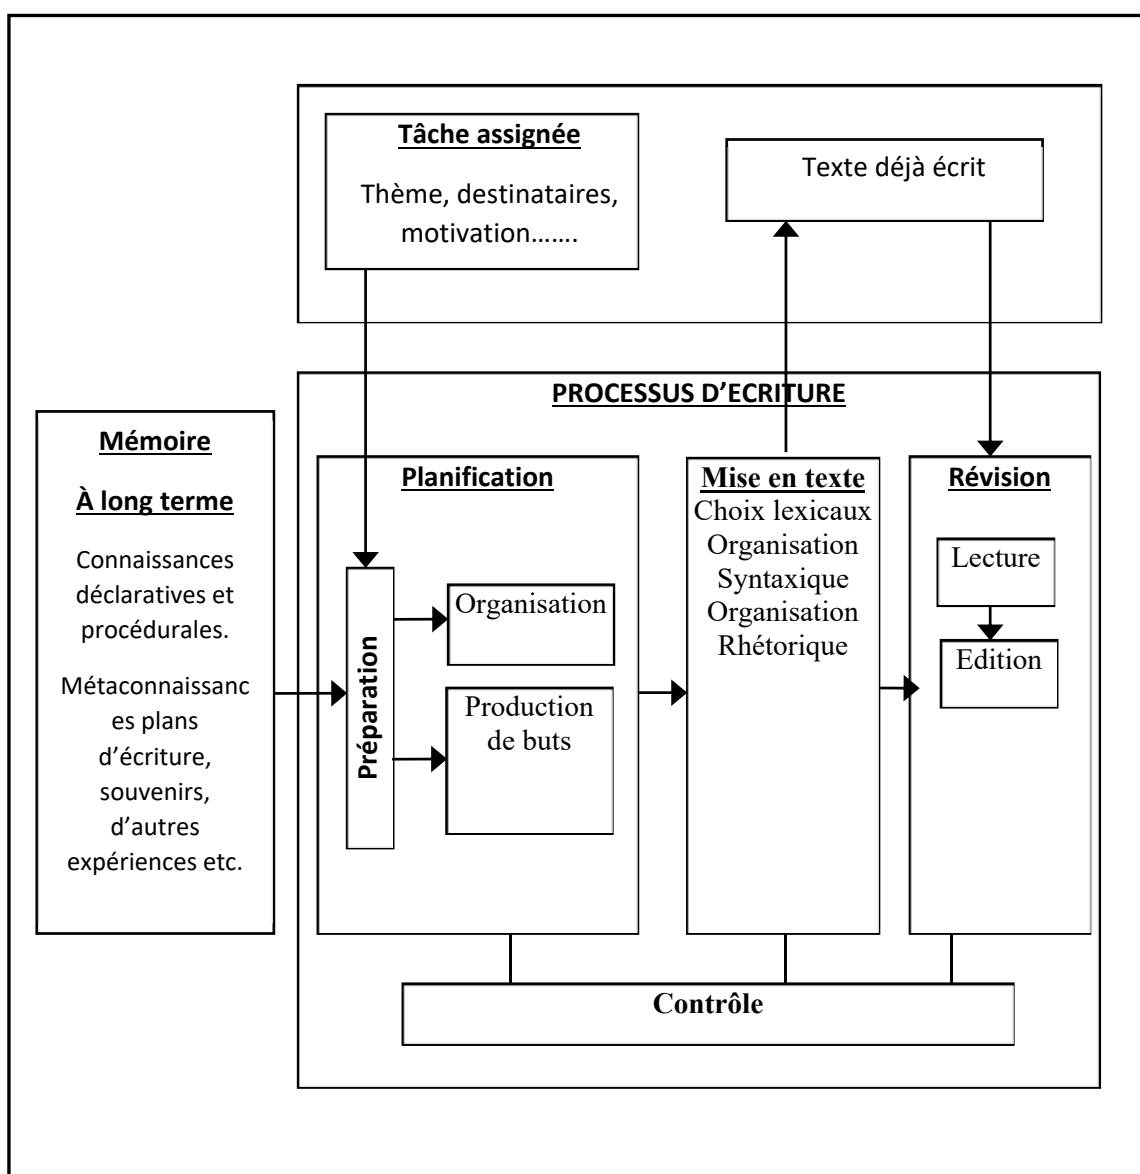 Tâche assignée
Thème, destinataires,
motivation.......
Texte déjà écrit
PROCESSUS D’ECRITURE
Mémoire
À long terme
Connaissances
déclaratives et
procédurales.
Métaconnaissanc
es plans
d’écriture,
souvenirs,
d’autres
expériences etc.
Planification
Préparation
Organisation
Production
de buts
Mise en texte
Choix lexicaux
Organisation
Syntaxique
Organisation
Rhétorique
Révision
Lecture
Edition
Contrôle